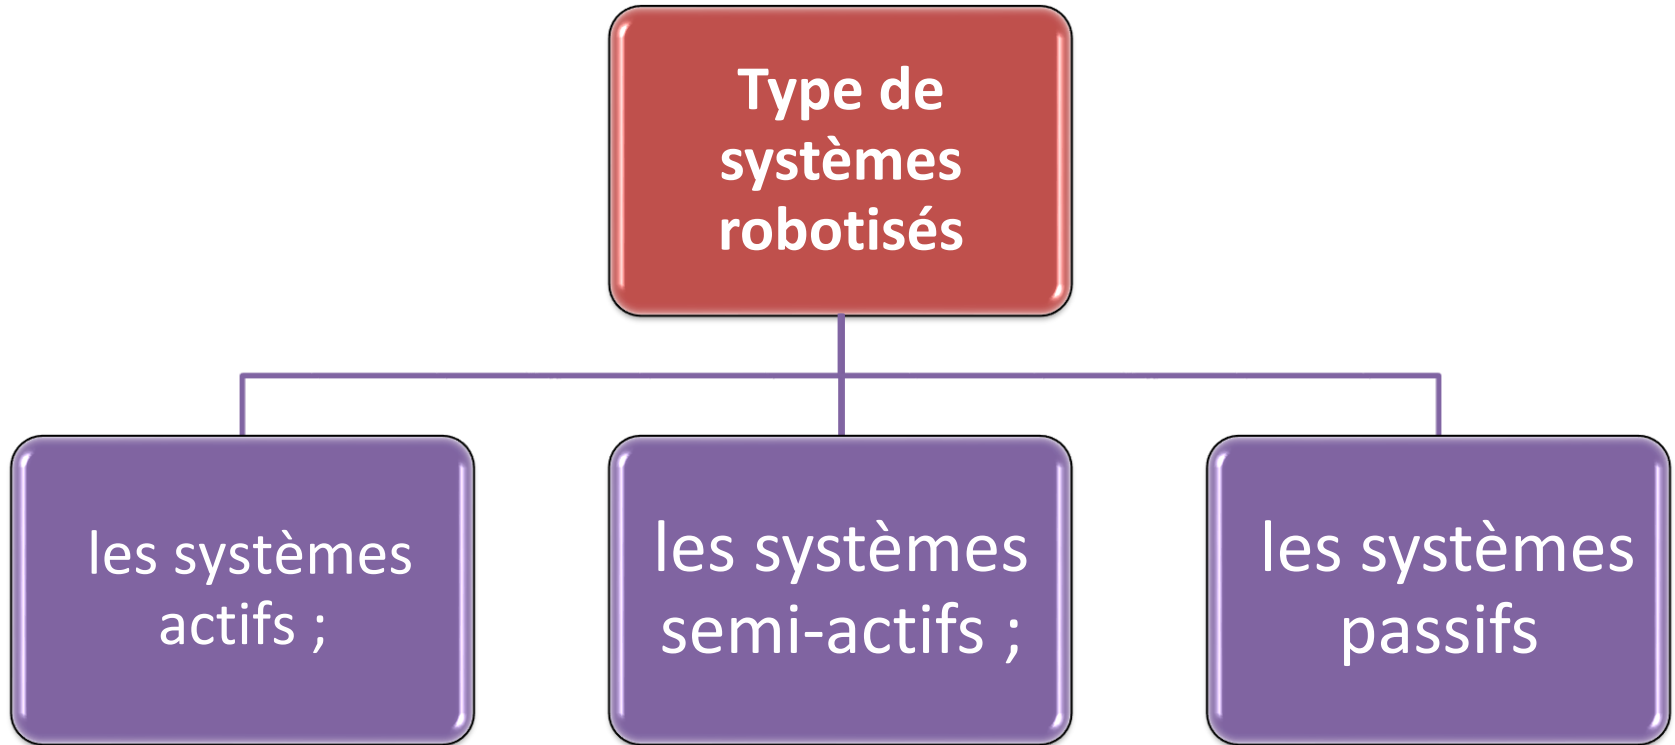 Type de
systèmes
robotisés
les systèmes
actifs ;
les systèmes
semi-actifs ;
les systèmes
passifs